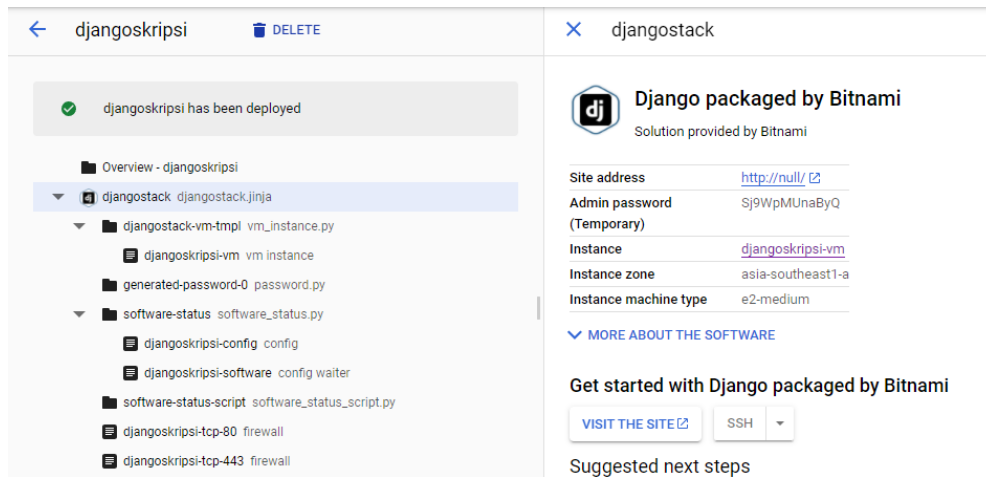 djangoskripsi DELETE
djangoskripsi has been deployed
Overview - djangoskripsi
djangostack djangostack.jinja
djangostack-vm-tmpl vm_instance.py
djangoskripsi-vm vm instance
generated-password-0 password.py
software-status software_status.py
djangoskripsi-config config
djangoskripsi-software config waiter
software-status-script software_status_script.py
djangoskripsi-tcp-80 firewall
djangoskripsi-tcp-443 firewall
djangostack
dj
Django packaged by Bitnami
Solution provided by Bitnami
Site address http://null/
Admin password Sj9WpMUnaByQ
(Temporary)
Instance djangoskripsi-vm
Instance zone asia-southeast1-a
Instance machine type e2-medium
MORE ABOUT THE SOFTWARE
Get started with Django packaged by Bitnami
VISIT THE SITE SSH
Suggested next steps